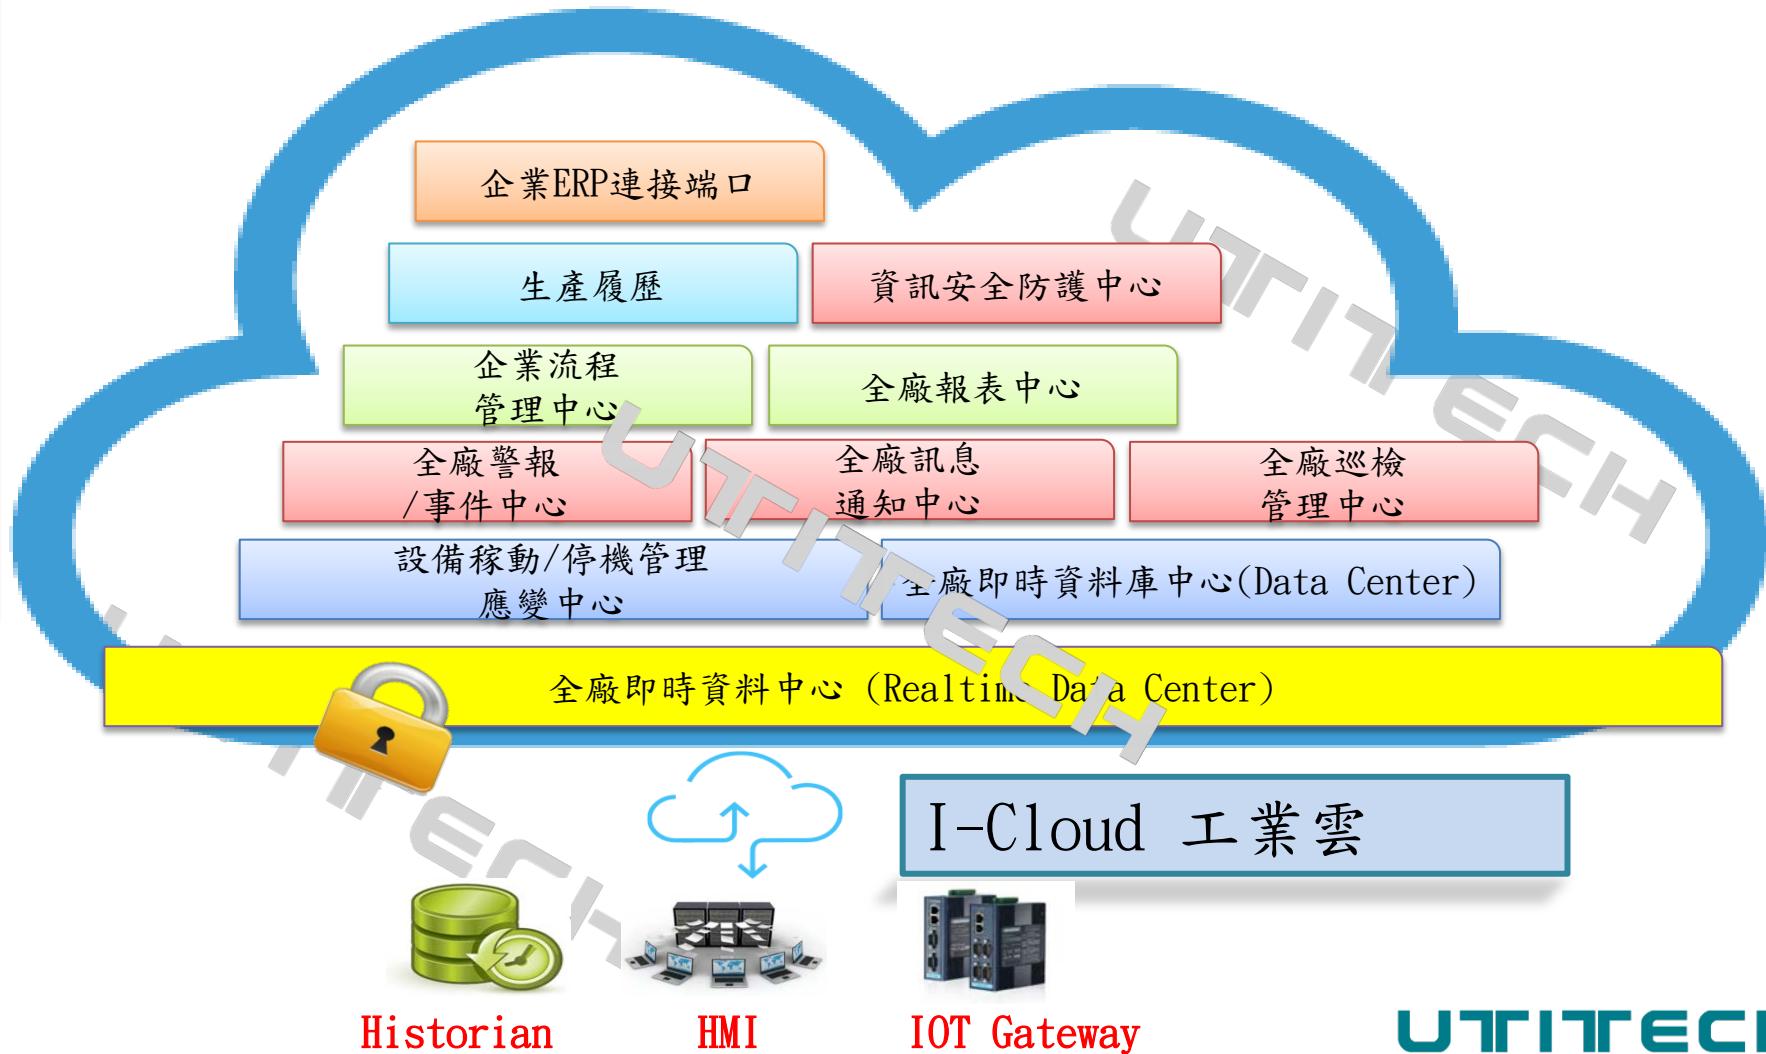 企業ERP連接端口
生產履歷
資訊安全防護中心
企業流程
管理中心
全廠報表中心
全廠警報
/事件中心
全廠訊息
通知中心
全廠巡檢
管理中心
設備稼動/停機管理
應變中心
全廠即時資料庫中心(Data Center)
全廠即時資料中心 (Realtime Data Center)
UTITECH
UTITECH
UTITECH
I-Cloud 工業雲
Historian
HMI
IOT Gateway
UTITECH